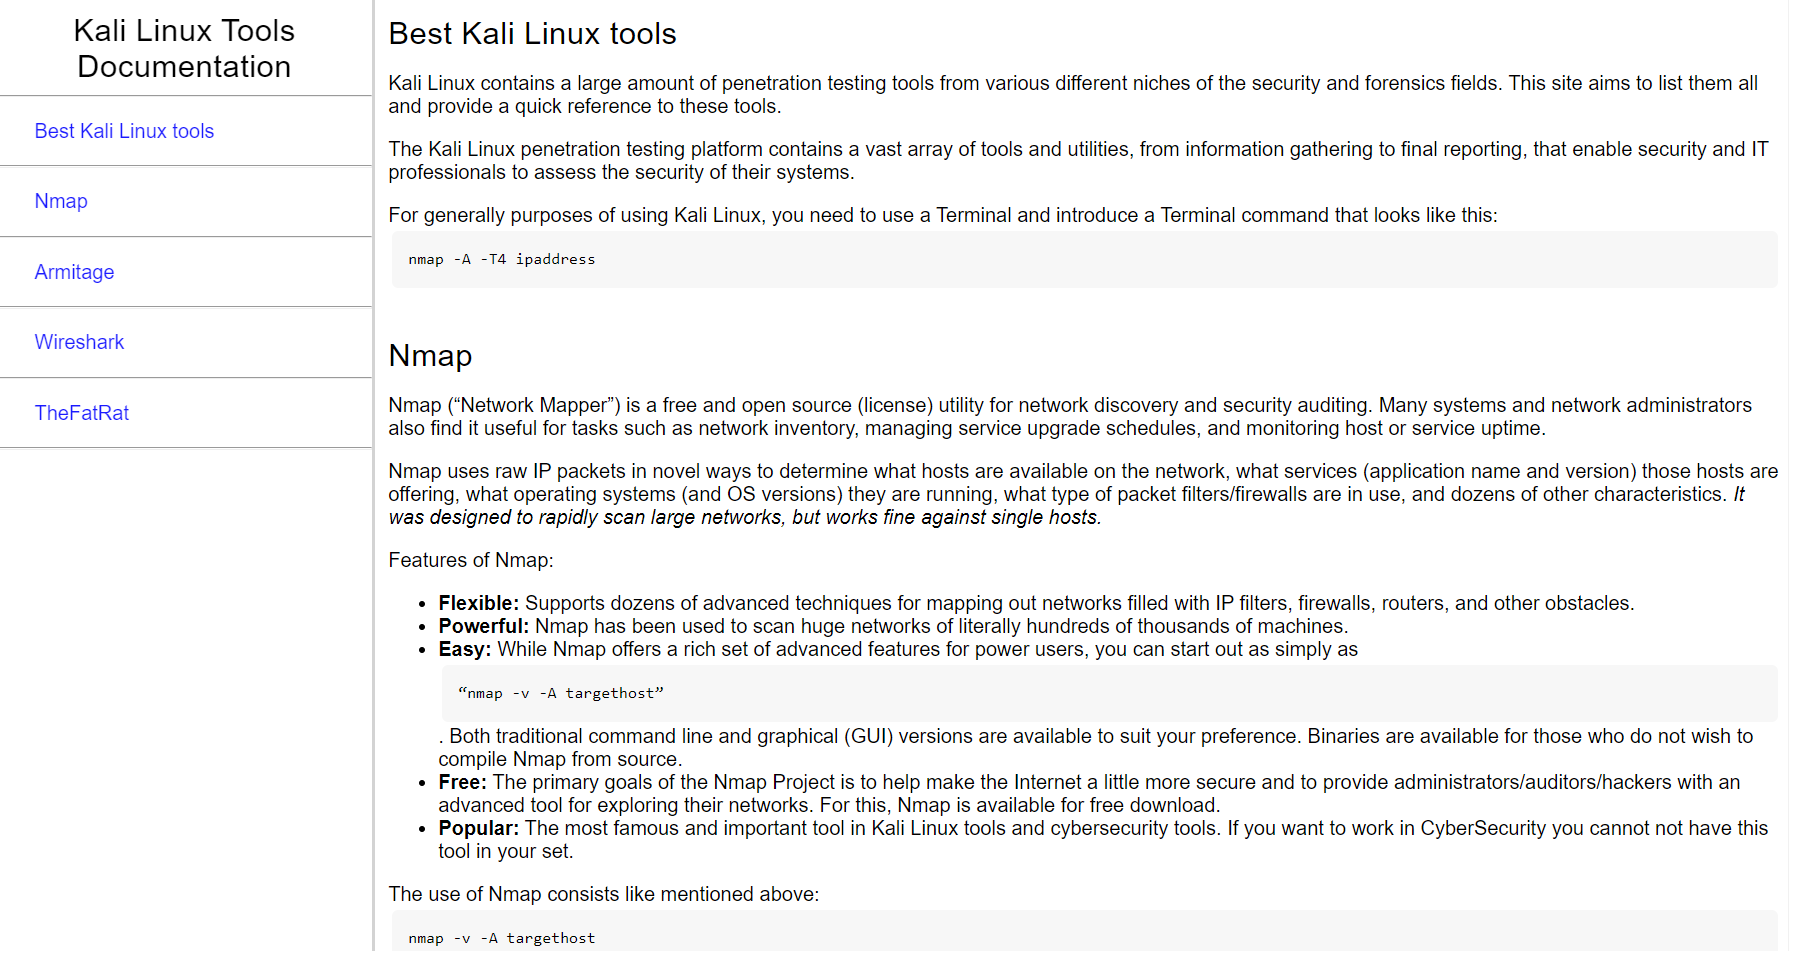 Kali Linux Tools
Documentation
Best Kali Linux tools
Nmap
Armitage
Wireshark
TheFatRat
Best Kali Linux tools
Kali Linux contains a large amount of penetration testing tools from various different niches of the security and forensics fields. This site aims to list them all
and provide a quick reference to these tools.
The Kali Linux penetration testing platform contains a vast array of tools and utilities, from information gathering to final reporting, that enable security and IT
professionals to assess the security of their systems.
For generally purposes of using Kali Linux, you need to use a Terminal and introduce a Terminal command that looks like this:
nmap -A -T4 ipaddress
Nmap
Nmap (“Network Mapper”) is a free and open source (license) utility for network discovery and security auditing. Many systems and network administrators
also find it useful for tasks such as network inventory, managing service upgrade schedules, and monitoring host or service uptime.
Nmap uses raw IP packets in novel ways to determine what hosts are available on the network, what services (application name and version) those hosts are
offering, what operating systems (and OS versions) they are running, what type of packet filters/firewalls are in use, and dozens of other characteristics. It
was designed to rapidly scan large networks, but works fine against single hosts.
Features of Nmap:
• Flexible: Supports dozens of advanced techniques for mapping out networks filled with IP filters, firewalls, routers, and other obstacles.
• Powerful: Nmap has been used to scan huge networks of literally hundreds of thousands of machines.
• Easy: While Nmap offers a rich set of advanced features for power users, you can start out as simply as
“nmap -v -A targethost”
. Both traditional command line and graphical (GUI) versions are available to suit your preference. Binaries are available for those who do not wish to
compile Nmap from source.
• Free: The primary goals of the Nmap Project is to help make the Internet a little more secure and to provide administrators/auditors/hackers with an
advanced tool for exploring their networks. For this, Nmap is available for free download.
• Popular: The most famous and important tool in Kali Linux tools and cybersecurity tools. If you want to work in CyberSecurity you cannot not have this
tool in your set.
The use of Nmap consists like mentioned above:
nmap -v -A targethost